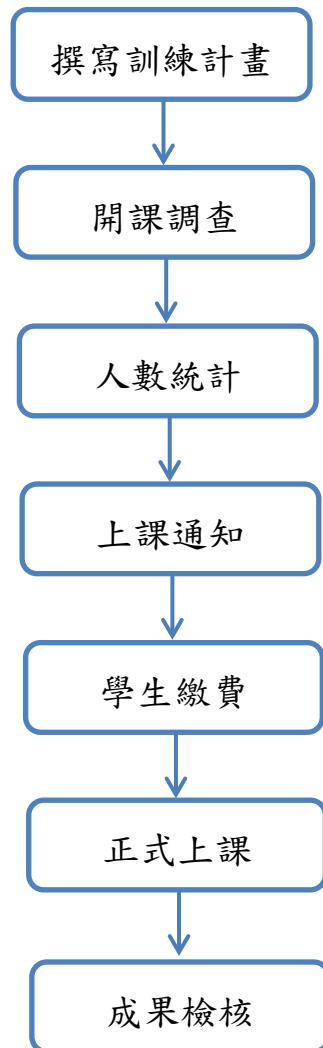 撰寫訓練計畫
開課調查
人數統計
上課通知
學生繳費
正式上課
成果檢核